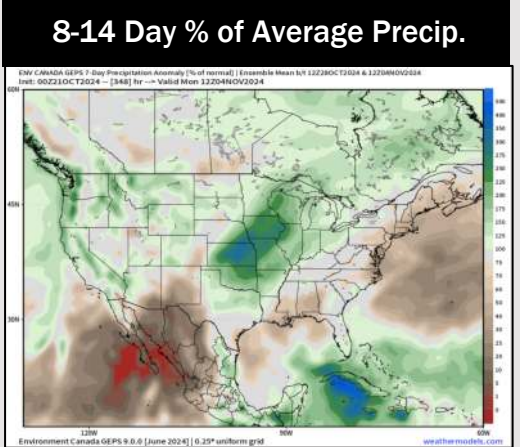 8-14 Day % of Average Precip.
ENV CANADA GEPS 7-Day Precipitation Anomaly [% of normal] | Ensemble Mean b/t 12Z28OCT2024 & 12Z04NOV2024
Init: 00Z21OCT2024 -- [348] hr --> Valid Mon 12Z04NOV2024
60N
45N
30N
120W
90W
60W
Environment Canada GEPS 9.0.0 [June 2024] | 0.25° uniform grid
weathermodels.com